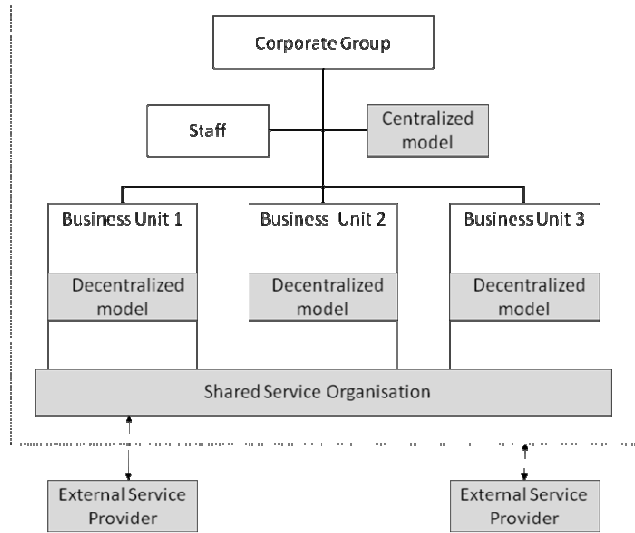 Corporate Group
Staff
Centralized
model
Business Unit 1
Business Unit 2
Business Unit 3
Decentralized
model
Decentralized
model
Decentralized
model
Shared Service Organisation
External Service
Provider
External Service
Provider